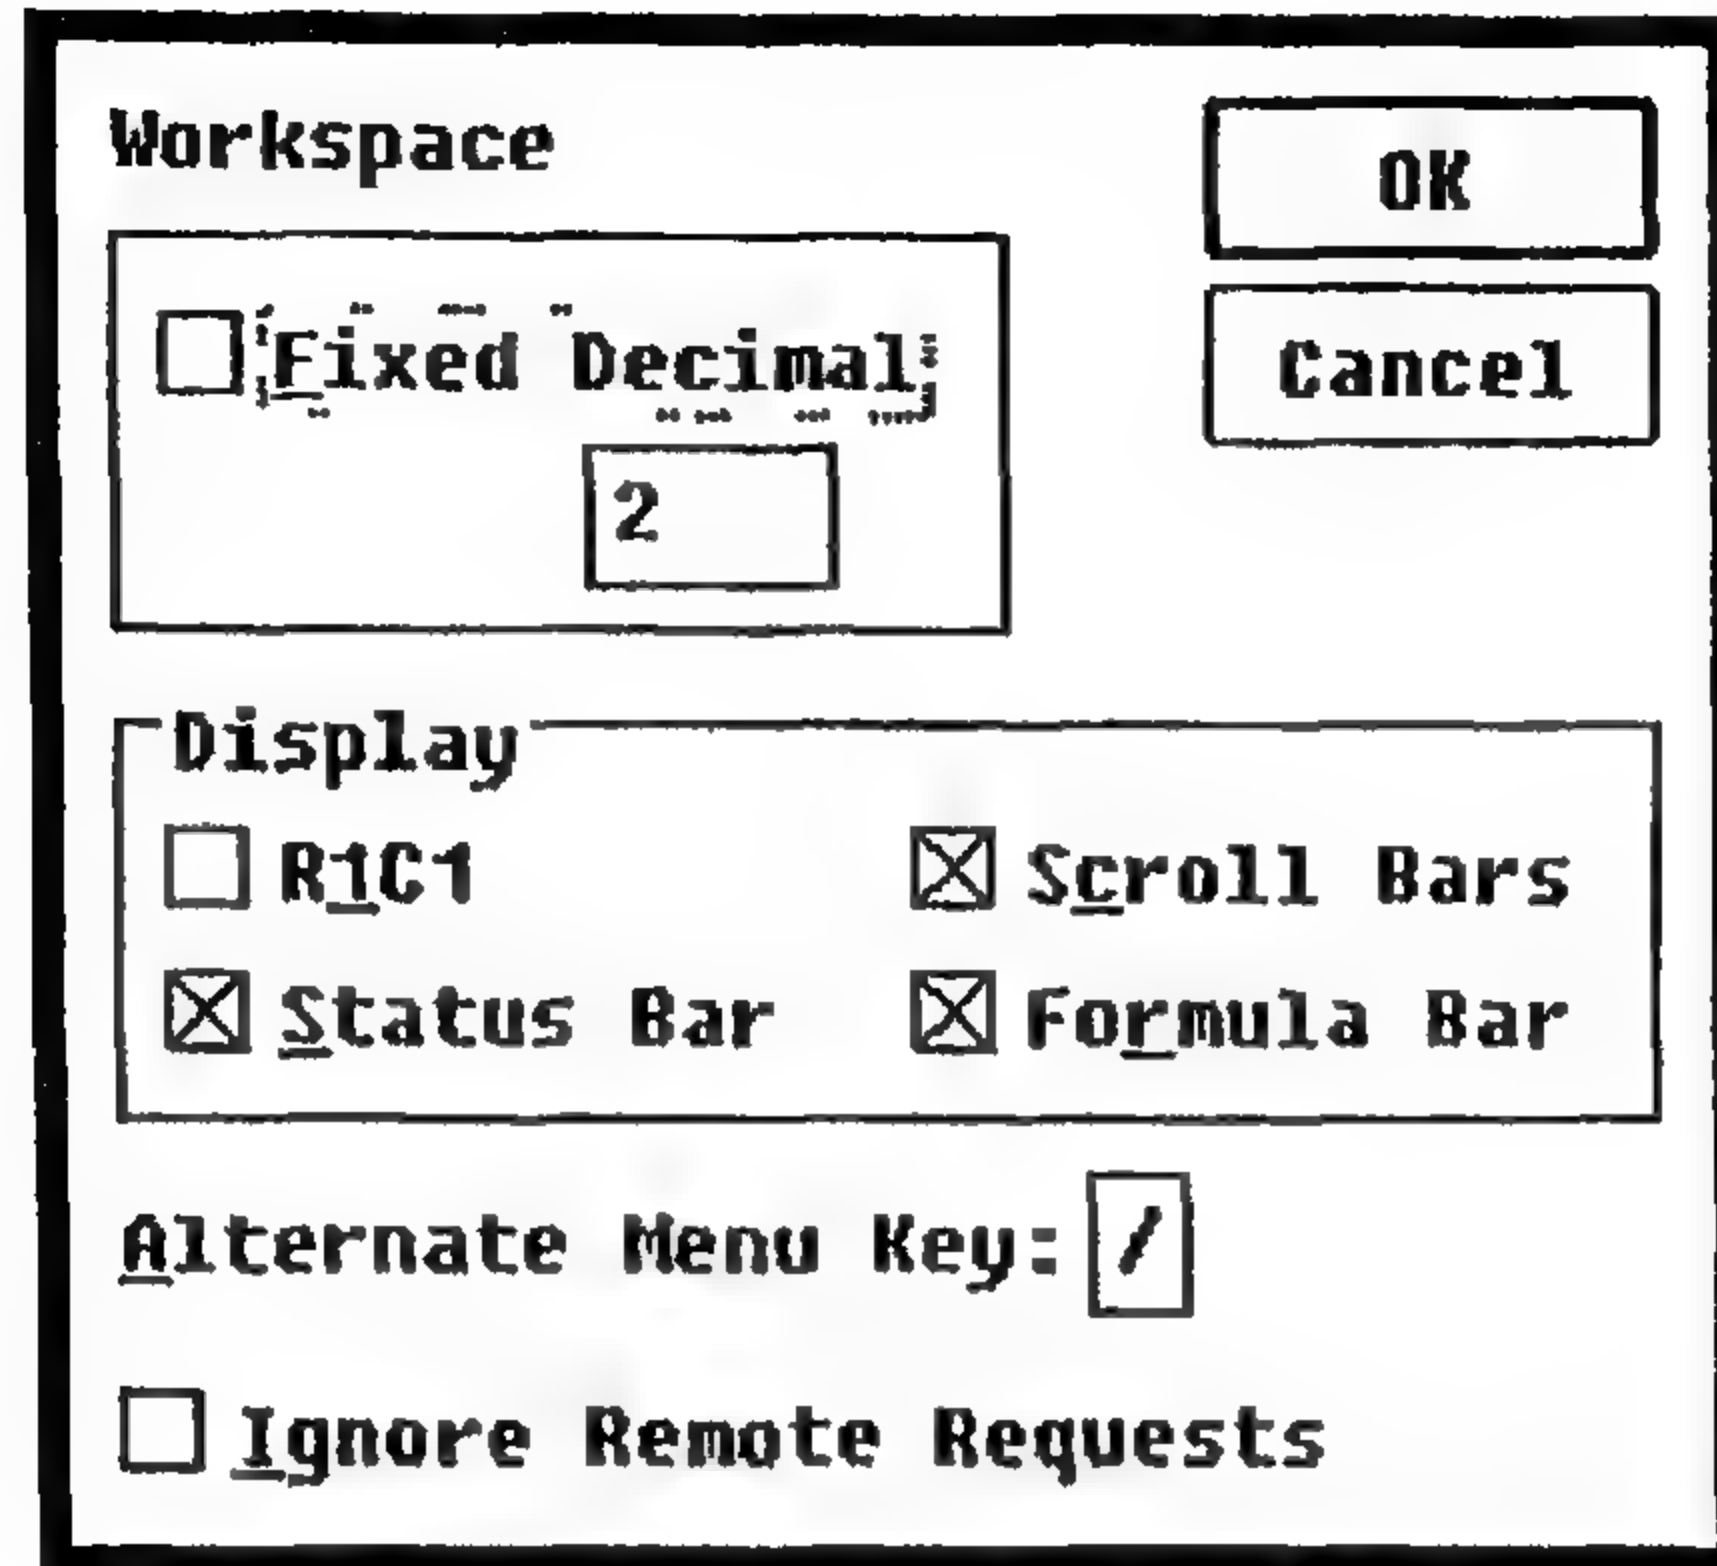 Workspace
OK
Fixed Decimal
Cancel
2
Display
R1C1
Scroll Bars
Status Bar
Formula Bar
Alternate Menu Key: /
Ignore Remote Requests